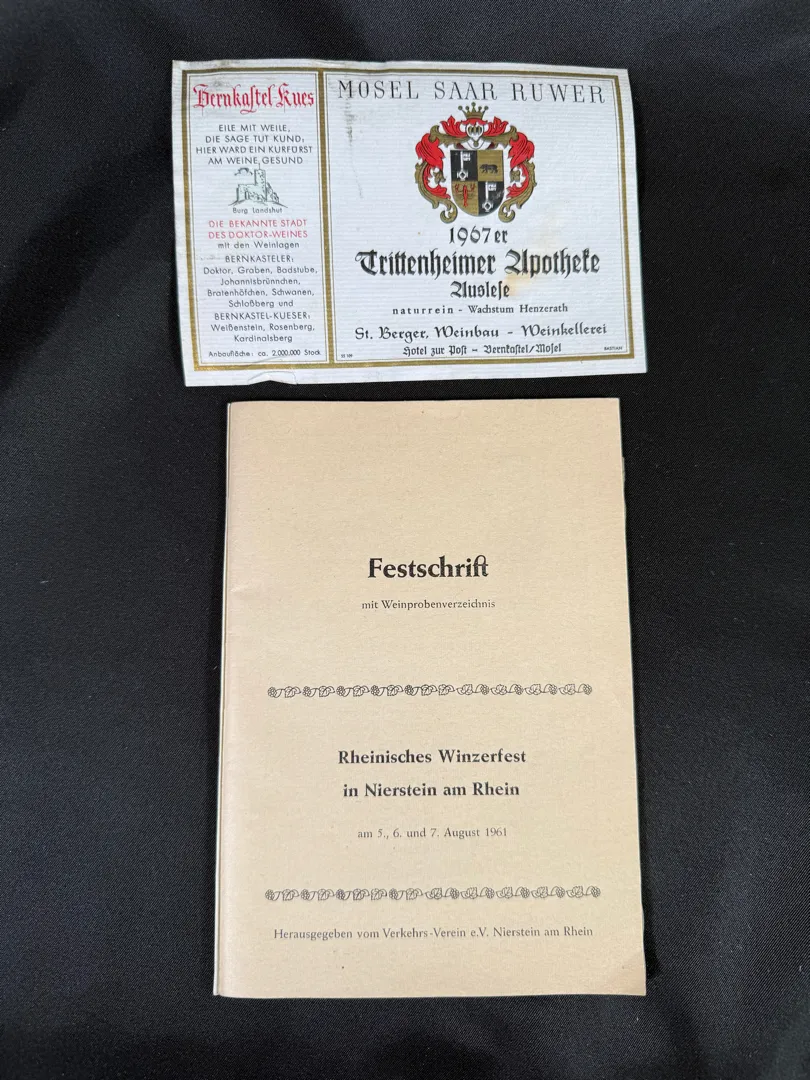 Bernkastel-Kues
EILE MIT WEILE,
DIE SAGE TUT KUND:
HIER WARD EIN KURFÜRST
AM WEINE GESUND
Burg Landshut
DIE BEKANNTE STADT
DES DOKTOR-WEINES
mit den Weinlagen
BERNKASTELER:
Doktor, Graben, Badstube,
Johannisbrünnchen,
Bratenhöfchen, Schwanen,
Schloßberg und
BERNKASTEL-KUESER:
Weißenstein, Rosenberg,
Kardinalsberg
Anbaufläche: ca. 2.000.000 Stock
MOSEL SAAR RUWER
1967er
Trittenheimer Apotheke
Auslese
naturrein - Wachstum Henzerath
St. Berger, Weinbau - Weinkellerei
Hotel zur Post - Bernkastel/Mosel
BASTIAN
Festschrift
mit Weinprobenverzeichnis
Rheinisches Winzerfest
in Nierstein am Rhein
am 5., 6. und 7. August 1961
Herausgegeben vom Verkehrs-Verein e.V. Nierstein am Rhein